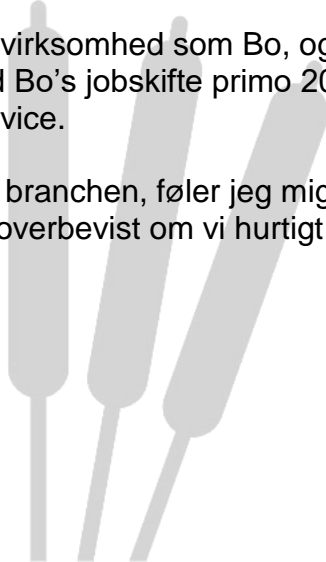 virksomhed som Bo, og
Bo's jobskifte primo 20
vice.
branchen, føler jeg mig
overbevist om vi hurtigt